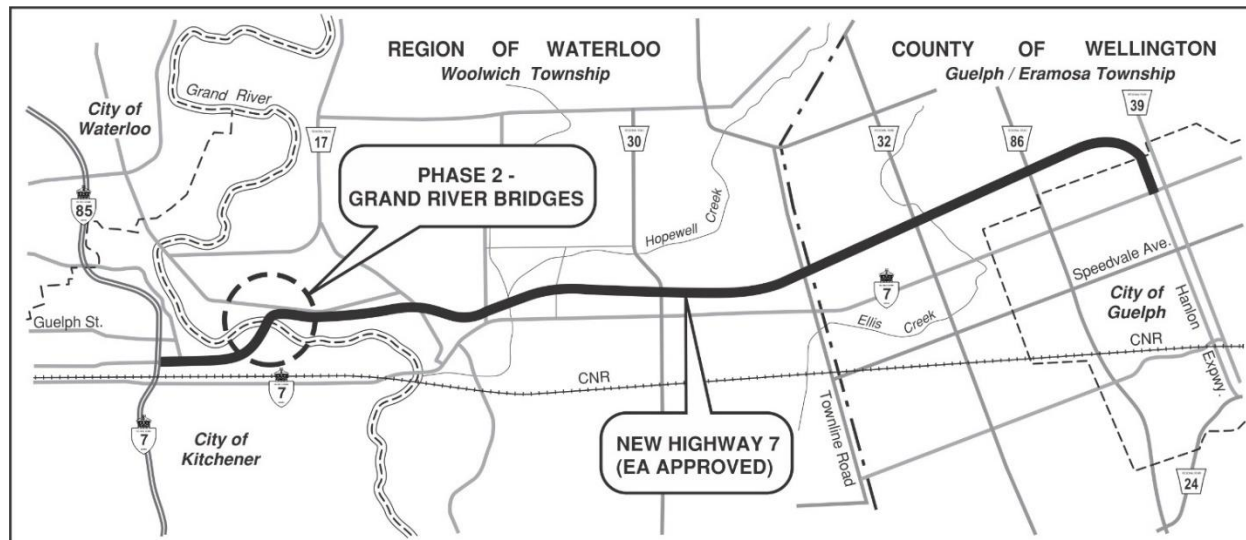 REGION OF WATERLOO
Woolwich Township
COUNTY OF WELLINGTON
Guelph / Eramosa Township
City of
Waterloo
Grand River
85
17
PHASE 2 -
GRAND RIVER BRIDGES
30
Hopewell Creek
32
86
39
Guelph St.
7
Speedvale Ave.
City of
Guelph
Hanlon Expwy.
Ellis Creek
CNR
CNR
7
7
City of
Kitchener
NEW HIGHWAY 7
(EA APPROVED)
Townline Road
24